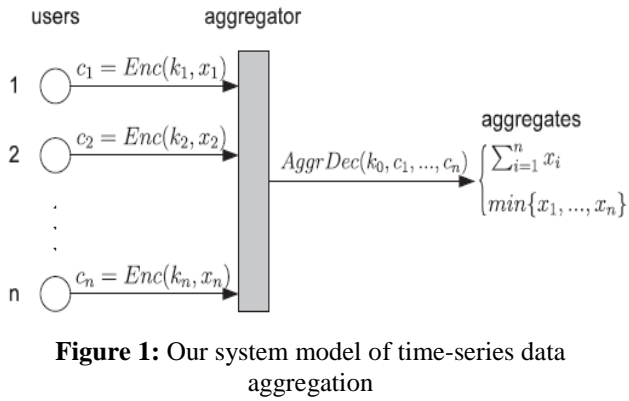 users aggregator
1 c₁ = Enc(k₁, x₁)
2 c₂ = Enc(k₂, x₂)
n cₙ = Enc(kₙ, xₙ)
AggrDec(k₀, c₁, ..., cₙ)
aggregates
∑ⁿᵢ₌₁ xᵢ
min{x₁, ..., xₙ}
Figure 1: Our system model of time-series data
aggregation